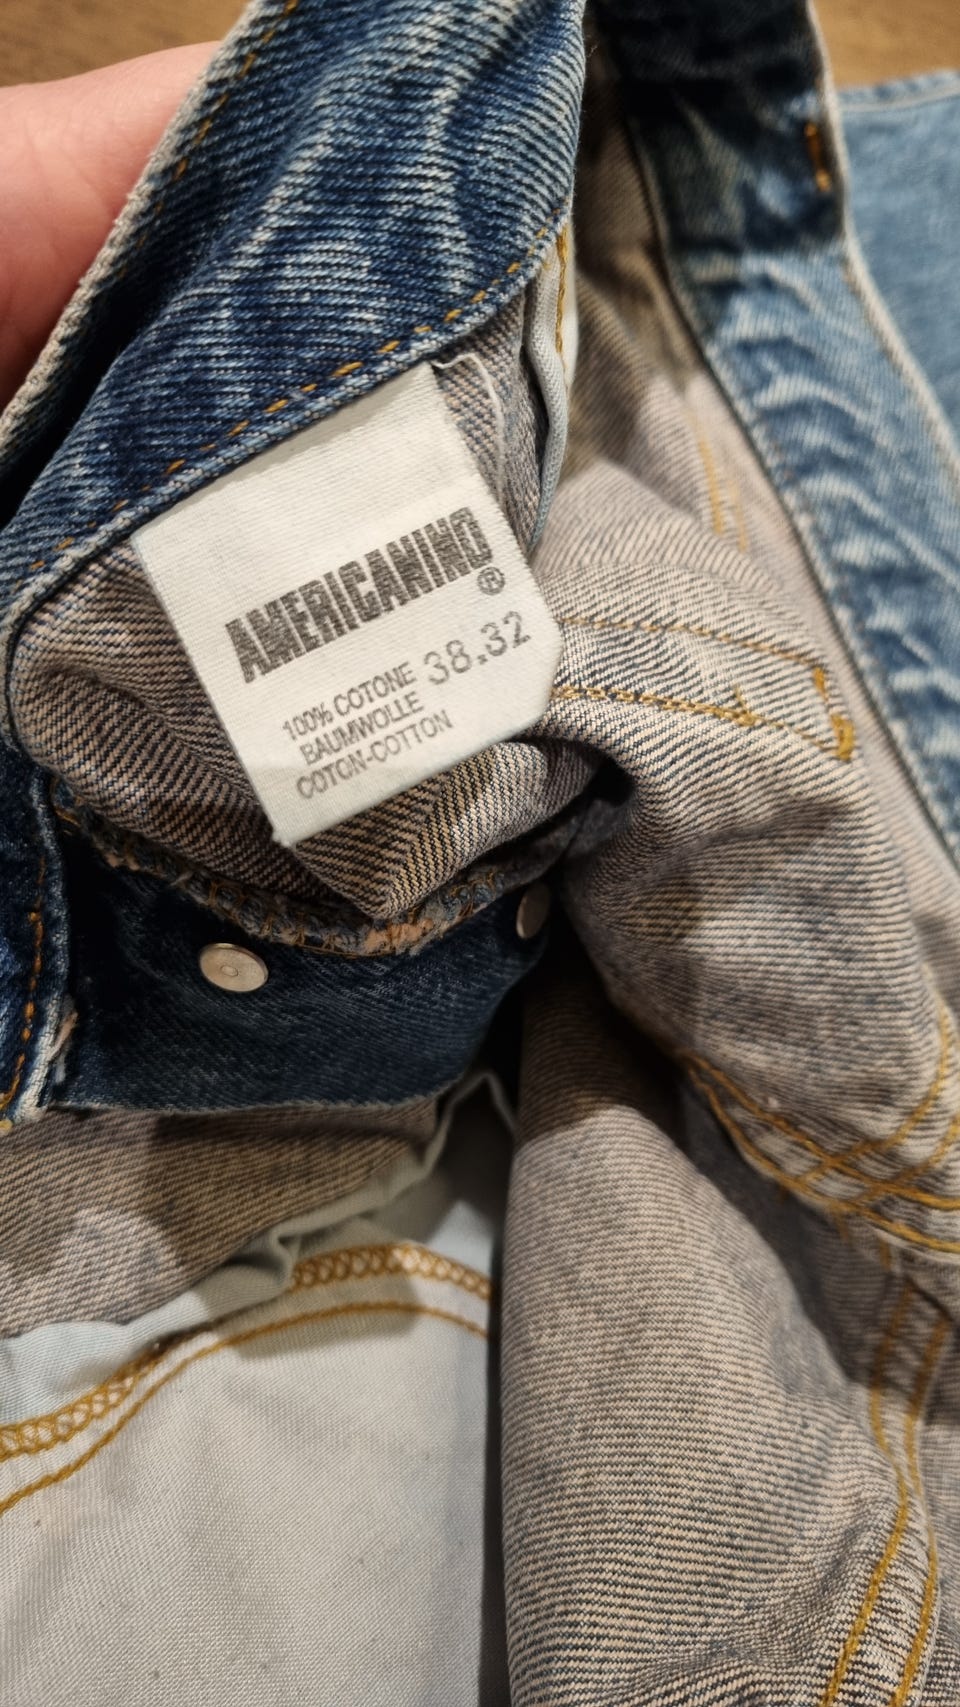 AMERICANINO
®
100% COTONE 38.32
BAUMWOLLE
COTON-COTTON